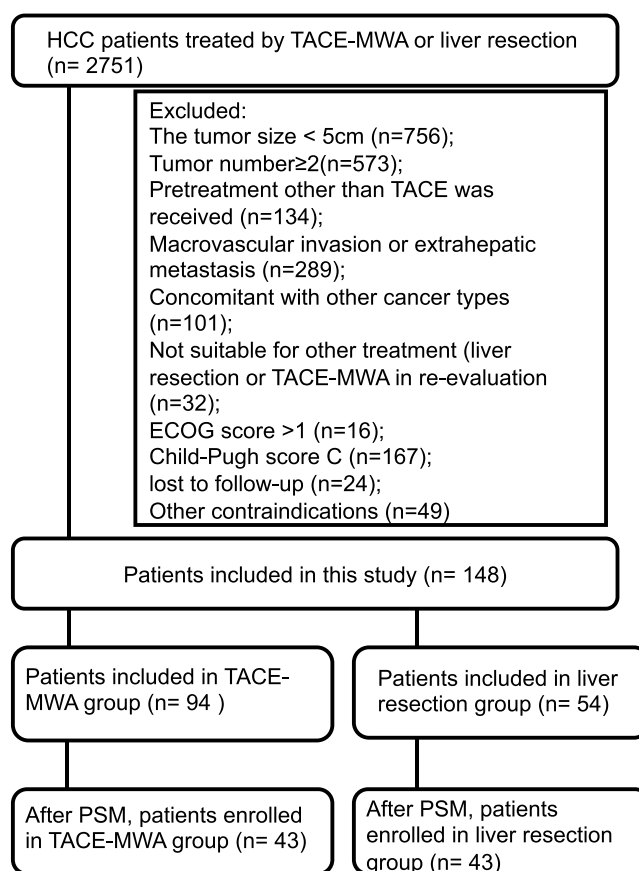 HCC patients treated by TACE-MWA or liver resection
(n= 2751)
Excluded:
The tumor size < 5cm (n=756);
Tumor number≥2(n=573);
Pretreatment other than TACE was
received (n=134);
Macrovascular invasion or extrahepatic
metastasis (n=289);
Concomitant with other cancer types
(n=101);
Not suitable for other treatment (liver
resection or TACE-MWA in re-evaluation
(n=32);
ECOG score >1 (n=16);
Child-Pugh score C (n=167);
lost to follow-up (n=24);
Other contraindications (n=49)
Patients included in this study (n= 148)
Patients included in TACE-
MWA group (n= 94 )
Patients included in liver
resection group (n= 54)
After PSM, patients enrolled
in TACE-MWA group (n= 43)
After PSM, patients
enrolled in liver resection
group (n= 43)